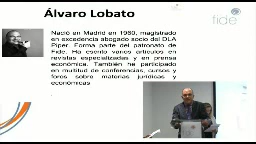 Álvaro Lobato
fide
Nació en Madrid en 1960, magistrado
en excedencia abogado socio del DLA
Piper. Forma parte del patronato de
Fide. Ha escrito varios artículos en
revistas especializadas y en prensa
económica. También ha participado
en multitud de conferencias, cursos y
foros sobre materias jurídicas y
económicas